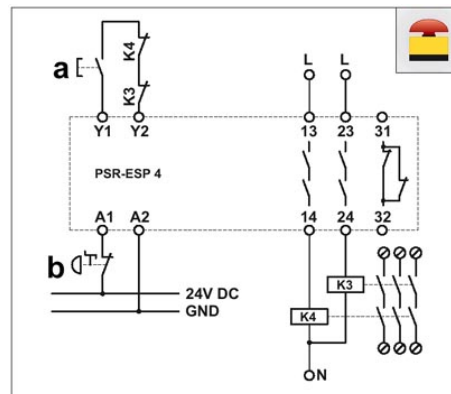 L L
a
K4
K3
Y1 Y2 13 23 31
PSR-ESP 4
A1 A2 14 24 32
b
K3
24V DC
K4
GND
N